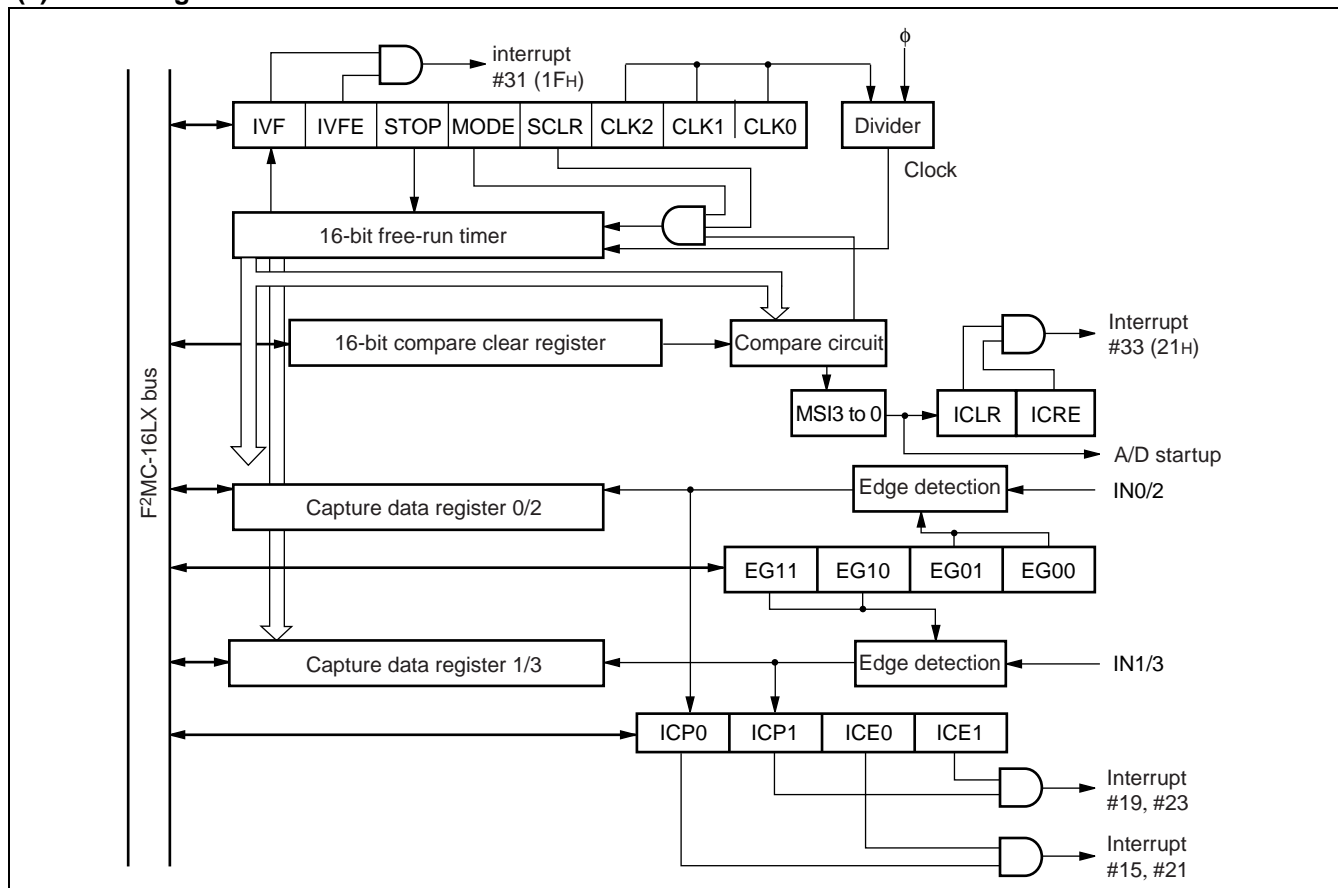 ϕ
interrupt
#31 (1FH)
IVF IVFE STOP MODE SCLR CLK2 CLK1 CLK0
Divider
Clock
16-bit free-run timer
16-bit compare clear register
Compare circuit
Interrupt
#33 (21H)
MSI3 to 0
ICLR ICRE
A/D startup
F²MC-16LX bus
Capture data register 0/2
Edge detection
IN0/2
EG11 EG10 EG01 EG00
Capture data register 1/3
Edge detection
IN1/3
ICP0 ICP1 ICE0 ICE1
Interrupt
#19, #23
Interrupt
#15, #21